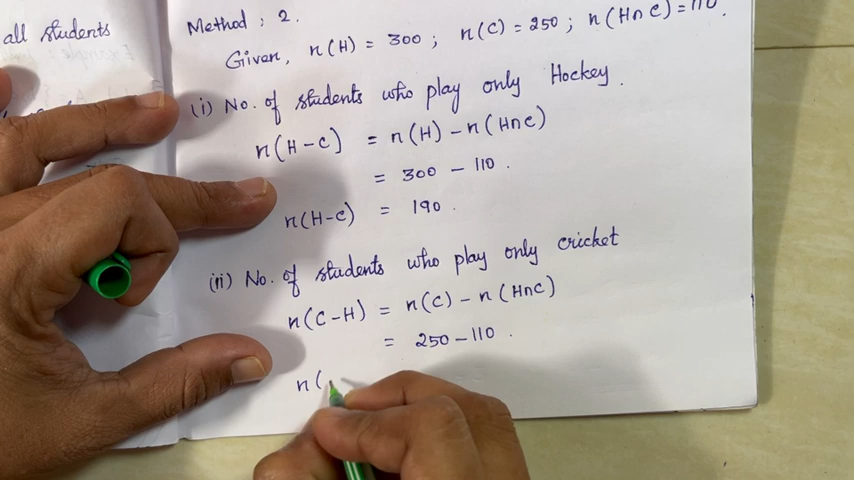 all students
Method : 2.
Given, n(H) = 300 ; n(C) = 250 ; n(H∩C) = 110.
(i) No. of students who play only Hockey.
n(H-C) = n(H) - n(H∩C)
= 300 - 110.
n(H-C) = 190.
(ii) No. of students who play only cricket
n(C-H) = n(C) - n(H∩C)
= 250 - 110.
n(